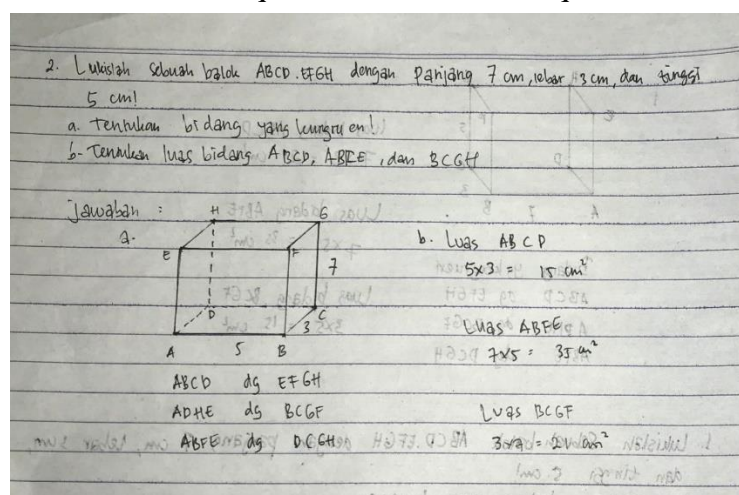 2. Lukislah sebuah balok ABCD.EFGH dengan panjang 7 cm, lebar 3 cm, dan tinggi
5 cm!
a. Tentukan bidang yang kungruen!
b. Tentukan luas bidang ABCD, ABFE, dan BCGH
Jawaban :
a.
H G
E F
7
D C
3
A 5 B
ABCD dg EFGH
ADHE dg BCGF
ABFE dg DCGH
b. Luas ABCD
5x3 = 15 cm²
Luas ABFE
7x5 = 35 cm²
Luas BCGF
3x7 = 21 cm²